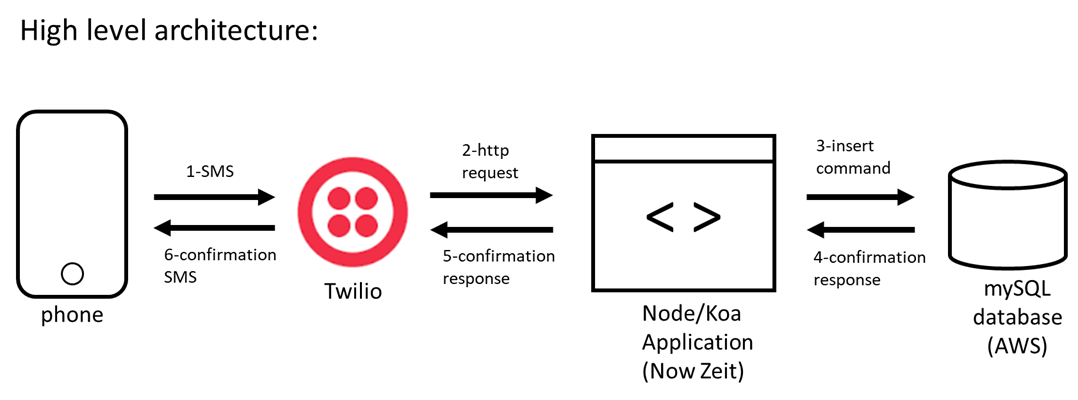 High level architecture:
1-SMS
6-confirmation
SMS
phone
Twilio
2-http
request
5-confirmation
response
< >
Node/Koa
Application
(Now Zeit)
3-insert
command
4-confirmation
response
mySQL
database
(AWS)